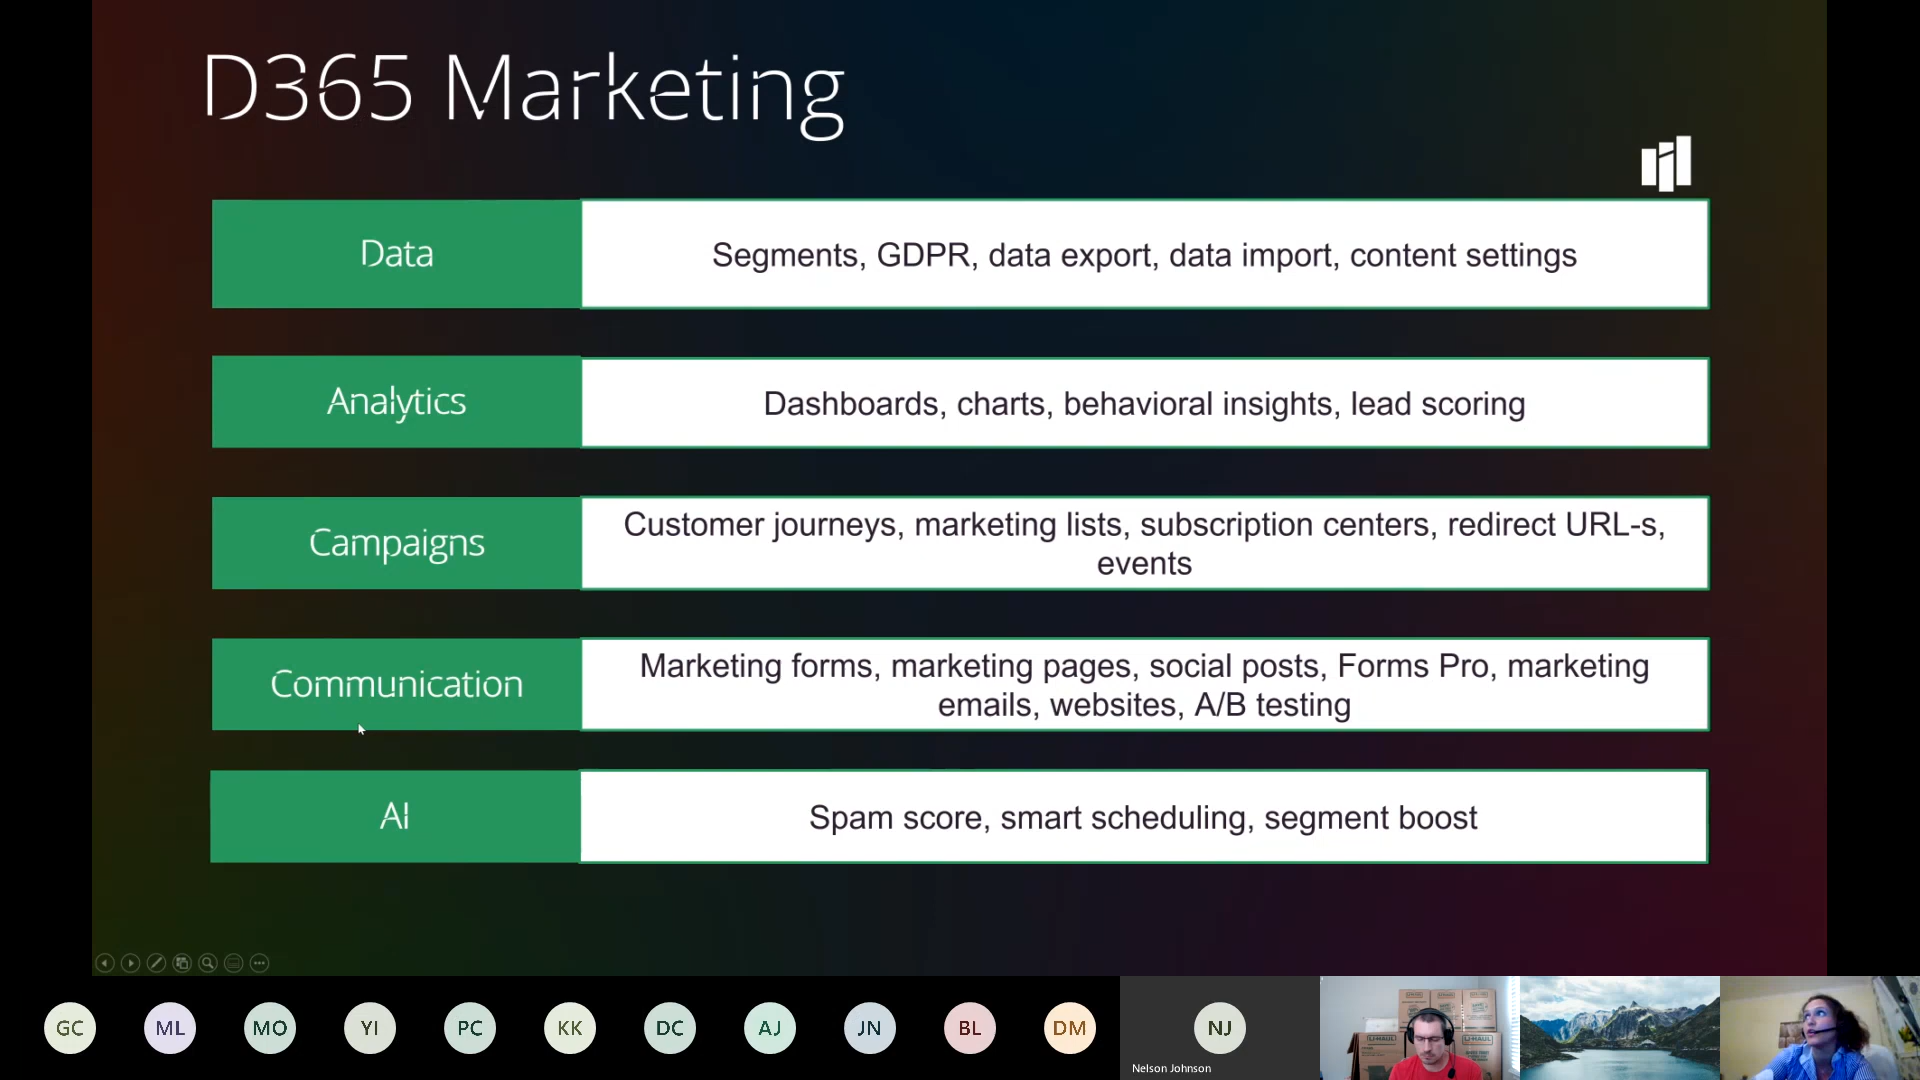 D365 Marketing
Data
Segments, GDPR, data export, data import, content settings
Analytics
Dashboards, charts, behavioral insights, lead scoring
Campaigns
Customer journeys, marketing lists, subscription centers, redirect URL-s,
events
Communication
Marketing forms, marketing pages, social posts, Forms Pro, marketing
emails, websites, A/B testing
AI
Spam score, smart scheduling, segment boost
GC
ML
MO
YI
PC
KK
DC
AJ
JN
BL
DM
NJ
Nelson Johnson
U-HAUL
U-HAUL